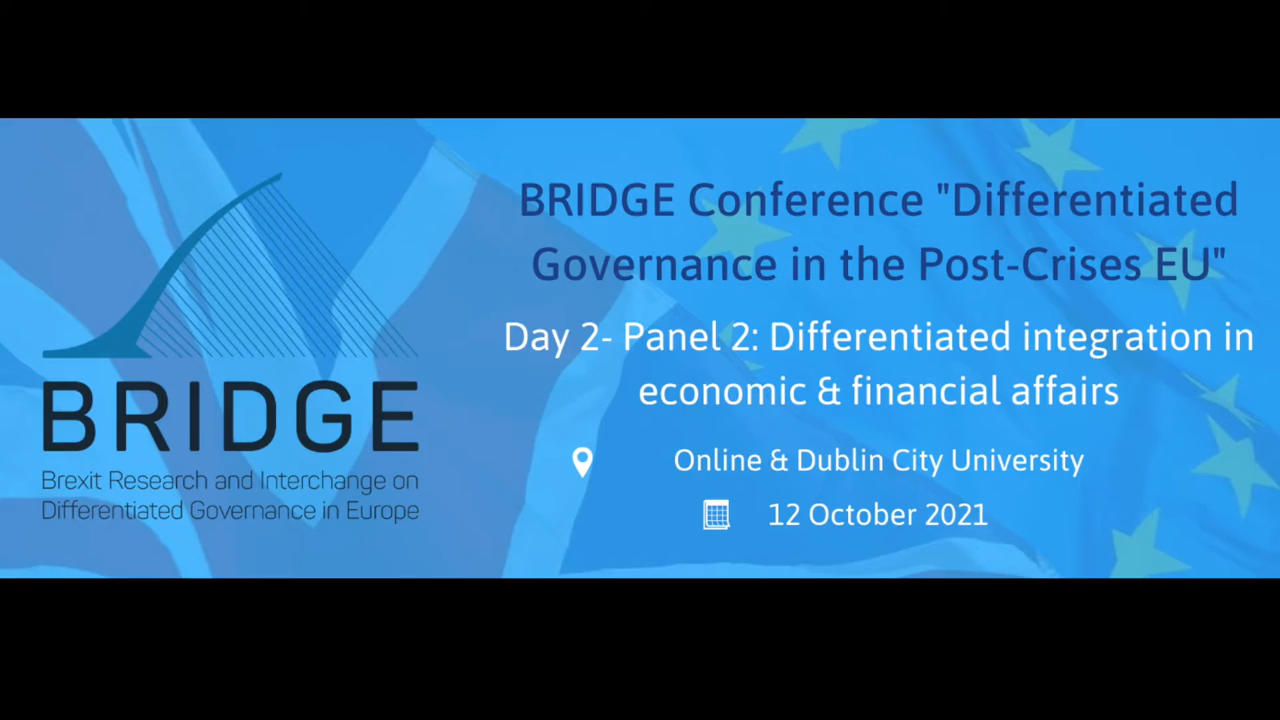 BRIDGE
Brexit Research and Interchange on
Differentiated Governance in Europe
BRIDGE Conference "Differentiated
Governance in the Post-Crises EU"
Day 2- Panel 2: Differentiated integration in
economic & financial affairs
Online & Dublin City University
12 October 2021